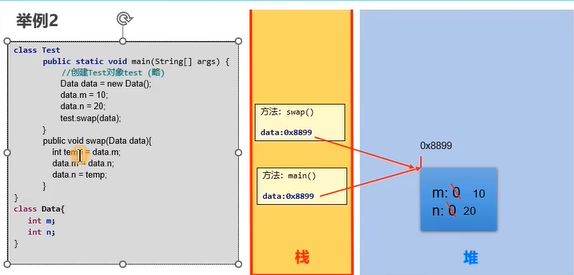 举例2
class Test
public static void main(String[] args) {
//创建Test对象test (略)
Data data = new Data();
data.m = 10;
data.n = 20;
test.swap(data);
}
public void swap(Data data){
int temp = data.m;
data.m = data.n;
data.n = temp;
}
}
class Data{
int m;
int n;
}
方法: swap()
data:0x8899
方法: main()
data:0x8899
栈
0x8899
m: 0 10
n: 0 20
堆